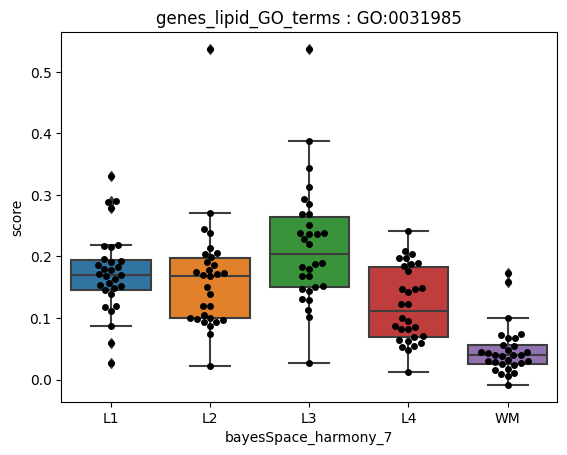 genes_lipid_GO_terms : GO:0031985
score
0.5
0.4
0.3
0.2
0.1
0.0
L1 L2 L3 L4 WM
bayesSpace_harmony_7